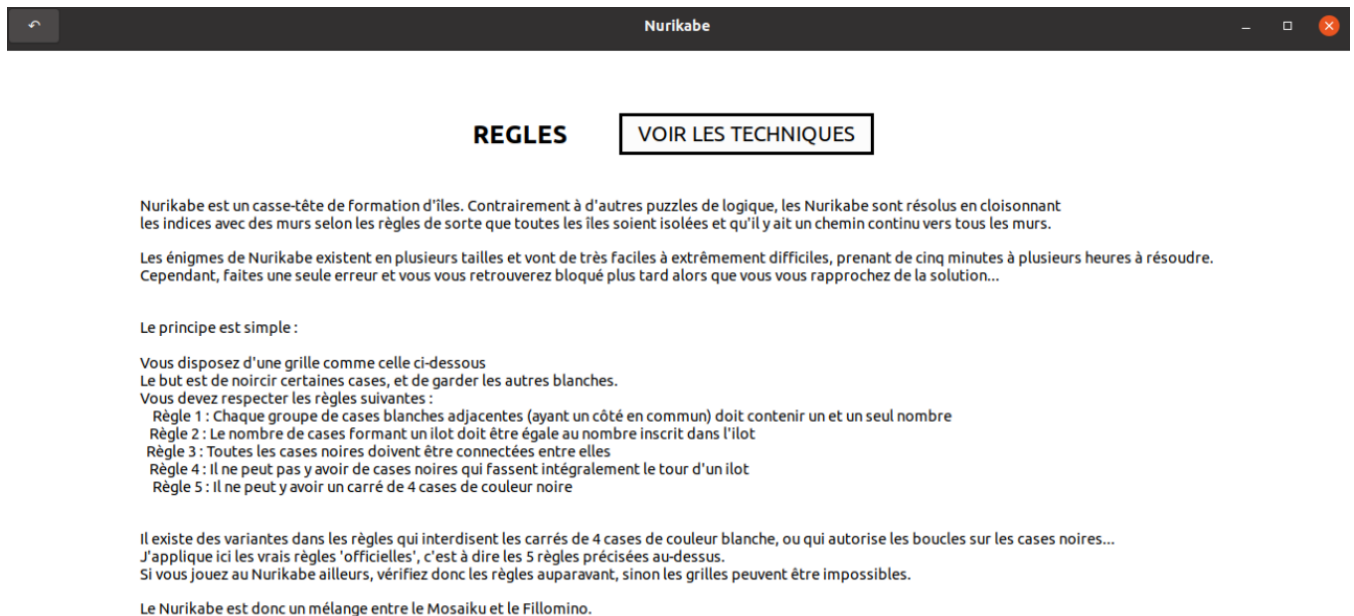 Nurikabe
REGLES
VOIR LES TECHNIQUES
Nurikabe est un casse-tête de formation d'îles. Contrairement à d'autres puzzles de logique, les Nurikabe sont résolus en cloisonnant
les indices avec des murs selon les règles de sorte que toutes les îles soient isolées et qu'il y ait un chemin continu vers tous les murs.
Les énigmes de Nurikabe existent en plusieurs tailles et vont de très faciles à extrêmement difficiles, prenant de cinq minutes à plusieurs heures à résoudre.
Cependant, faites une seule erreur et vous vous retrouverez bloqué plus tard alors que vous vous rapprochez de la solution...
Le principe est simple :
Vous disposez d'une grille comme celle ci-dessous
Le but est de noircir certaines cases, et de garder les autres blanches.
Vous devez respecter les règles suivantes :
Règle 1 : Chaque groupe de cases blanches adjacentes (ayant un côté en commun) doit contenir un et un seul nombre
Règle 2 : Le nombre de cases formant un ilot doit être égale au nombre inscrit dans l'ilot
Règle 3 : Toutes les cases noires doivent être connectées entre elles
Règle 4 : Il ne peut pas y avoir de cases noires qui fassent intégralement le tour d'un ilot
Règle 5 : Il ne peut y avoir un carré de 4 cases de couleur noire
Il existe des variantes dans les règles qui interdisent les carrés de 4 cases de couleur blanche, ou qui autorise les boucles sur les cases noires...
J'applique ici les vrais règles 'officielles', c'est à dire les 5 règles précisées au-dessus.
Si vous jouez au Nurikabe ailleurs, vérifiez donc les règles auparavant, sinon les grilles peuvent être impossibles.
Le Nurikabe est donc un mélange entre le Mosaiku et le Fillomino.